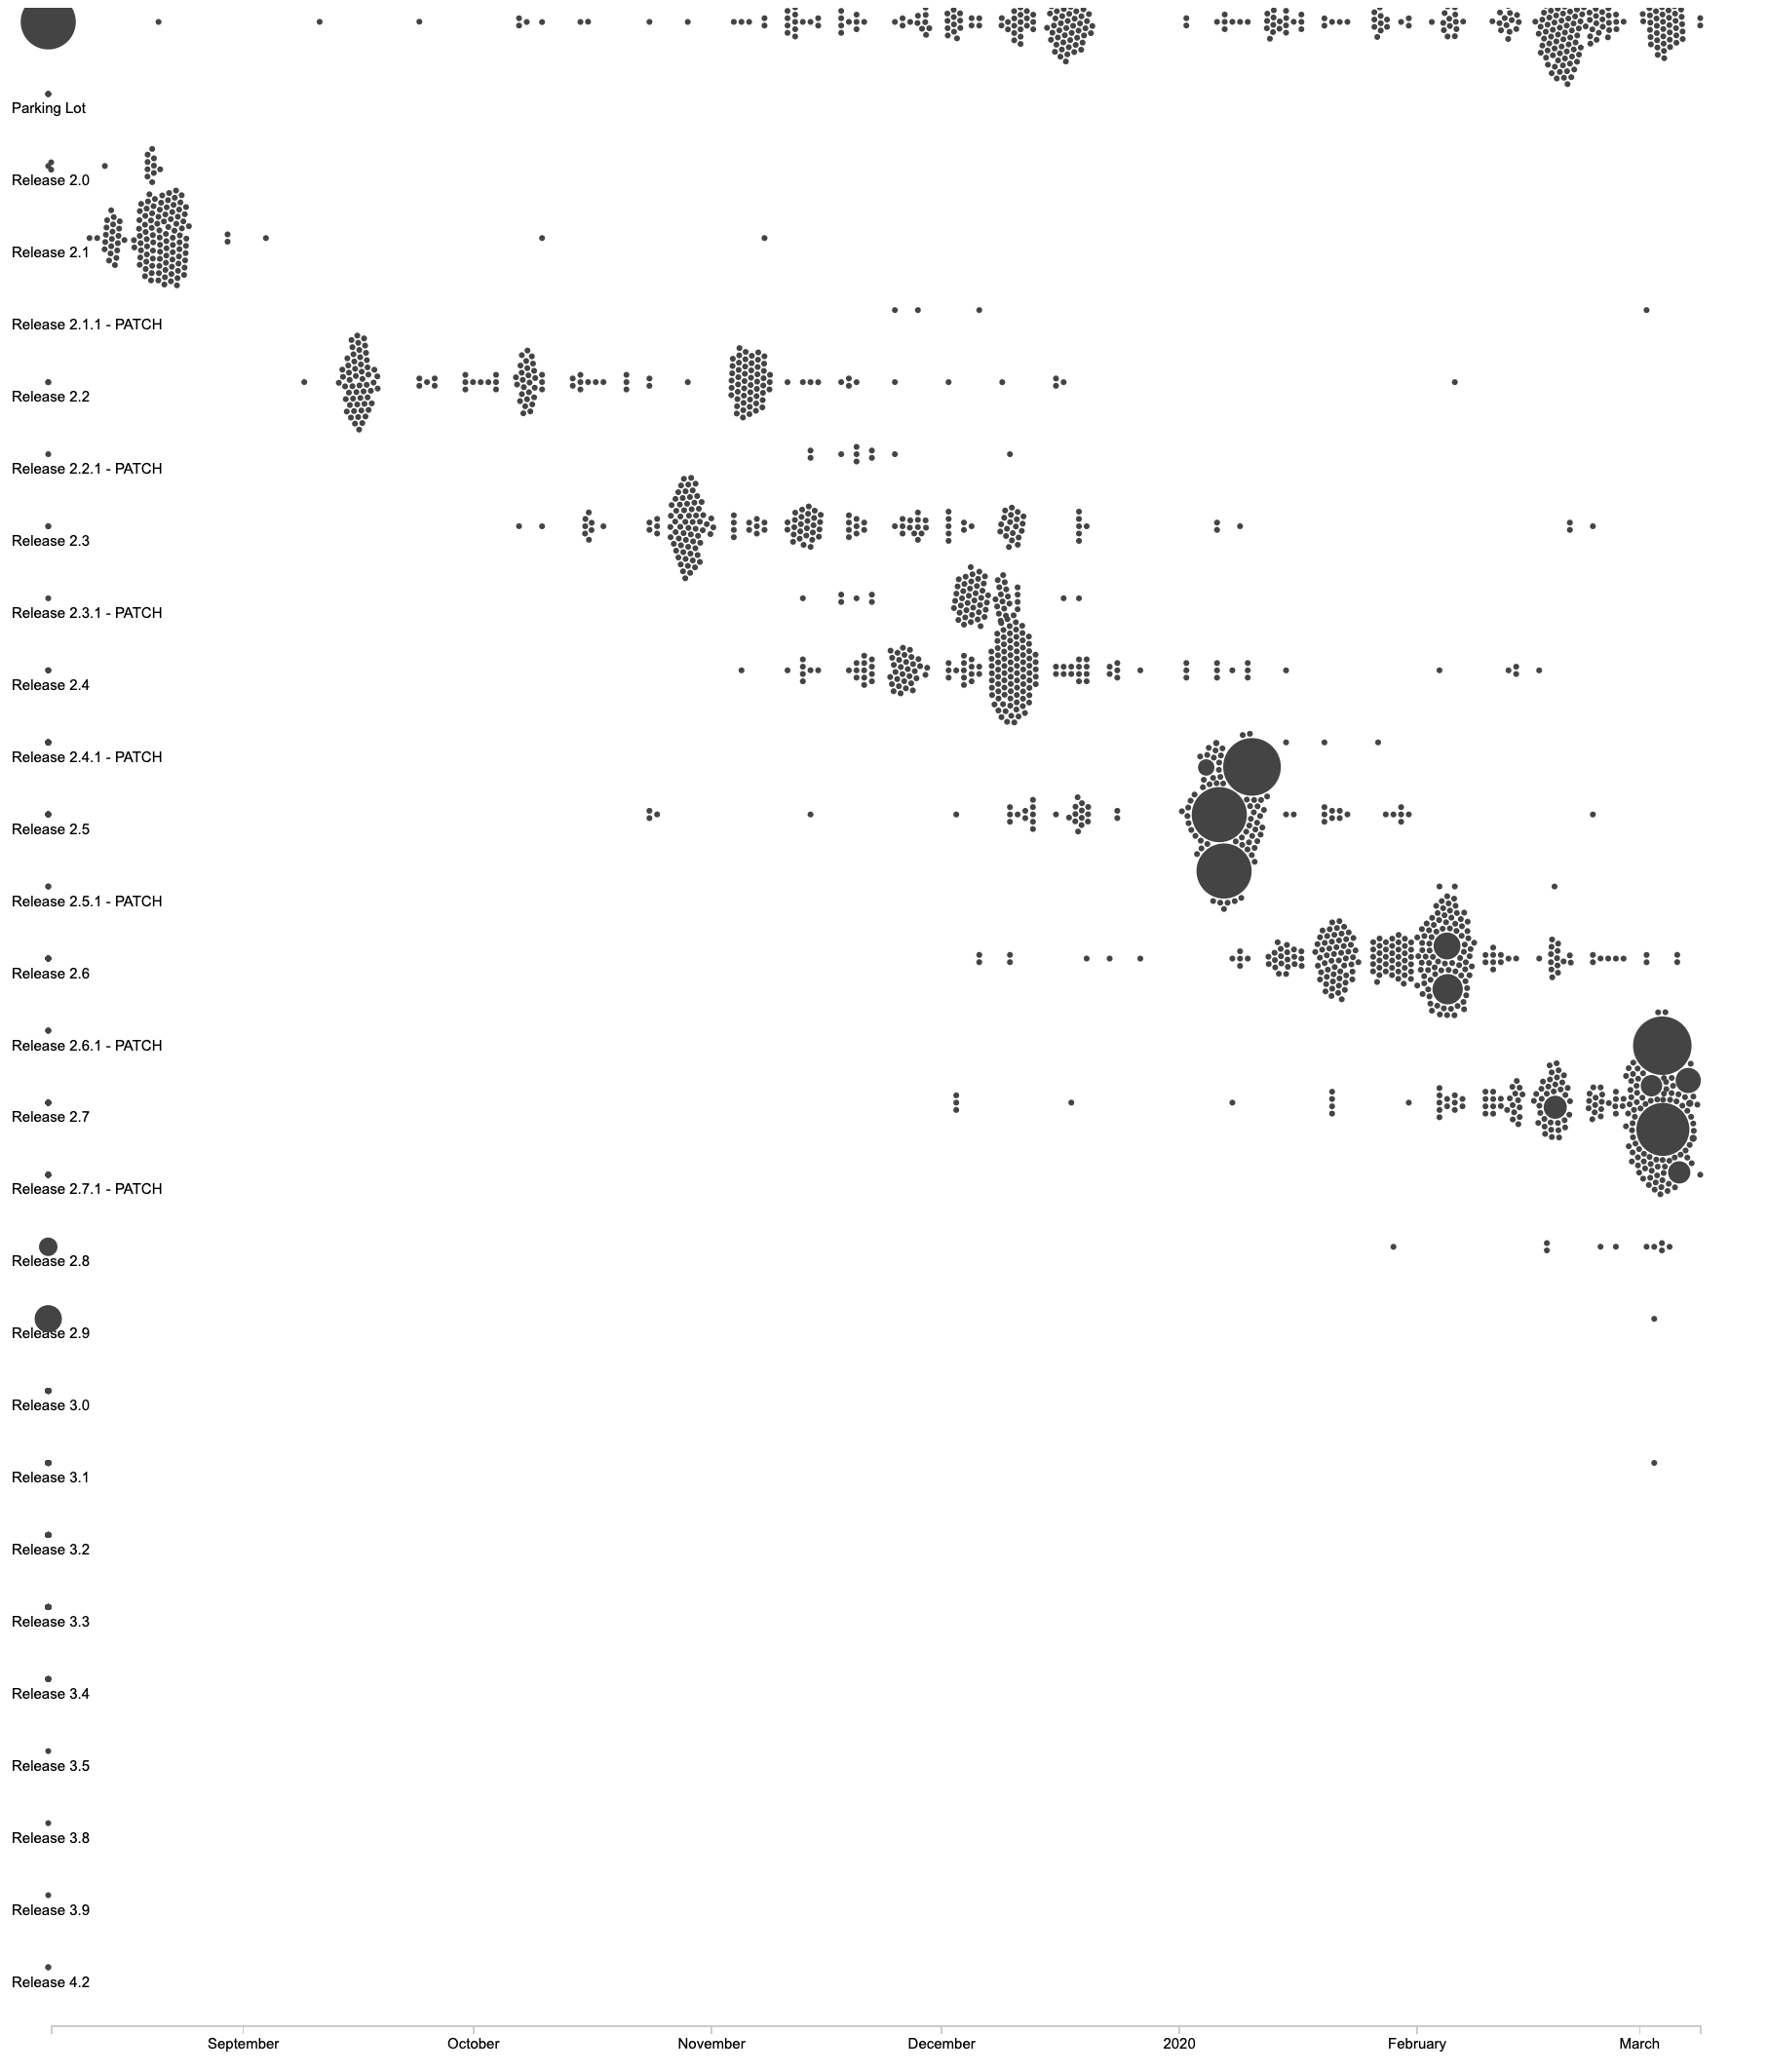 Parking Lot
Release 2.0
Release 2.1
Release 2.1.1 - PATCH
Release 2.2
Release 2.2.1 - PATCH
Release 2.3
Release 2.3.1 - PATCH
Release 2.4
Release 2.4.1 - PATCH
Release 2.5
Release 2.5.1 - PATCH
Release 2.6
Release 2.6.1 - PATCH
Release 2.7
Release 2.7.1 - PATCH
Release 2.8
Release 2.9
Release 3.0
Release 3.1
Release 3.2
Release 3.3
Release 3.4
Release 3.5
Release 3.8
Release 3.9
Release 4.2
September October November December 2020 February March